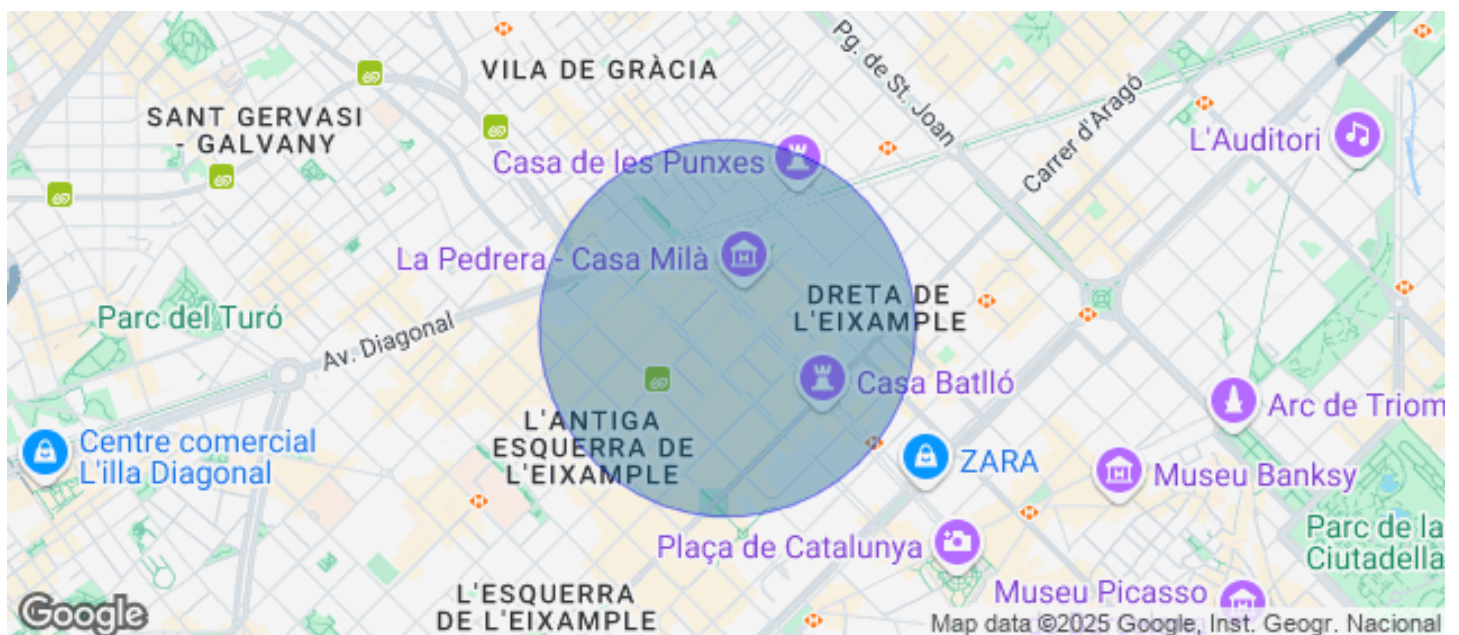 Pg. de St. Joan
VILA DE GRÀCIA
Carrer d'Aragó
SANT GERVASI
- GALVANY
L'Auditori
Casa de les Punxes
La Pedrera - Casa Milà
DRETA DE
L'EIXAMPLE
Parc del Turó
Av. Diagonal
Casa Batlló
Arc de Triom
L'ANTIGA
ESQUERRA DE
L'EIXAMPLE
Centre comercial
L'illa Diagonal
ZARA
Museu Banksy
Plaça de Catalunya
Parc de la
Ciutadella
L'ESQUERRA
DE L'EIXAMPLE
Museu Picasso
Google
Map data ©2025 Google, Inst. Geogr. Nacional